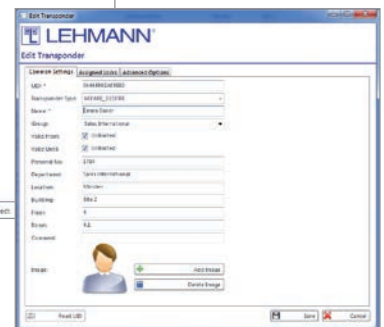 Edit Transponder
LEHMANN
Edit Transponder
Common Settings Assigned Locks Advanced Options
UID *
Transponder Type MIFARE_DESFIRE
Name *
Group Sales International
Valid From Unlimited
Valid Until Unlimited
Personal No.
Department Sales International
Location
Building
Floor
Room
Comment
Image
Add Image
Delete Image
Read UID
Save Cancel